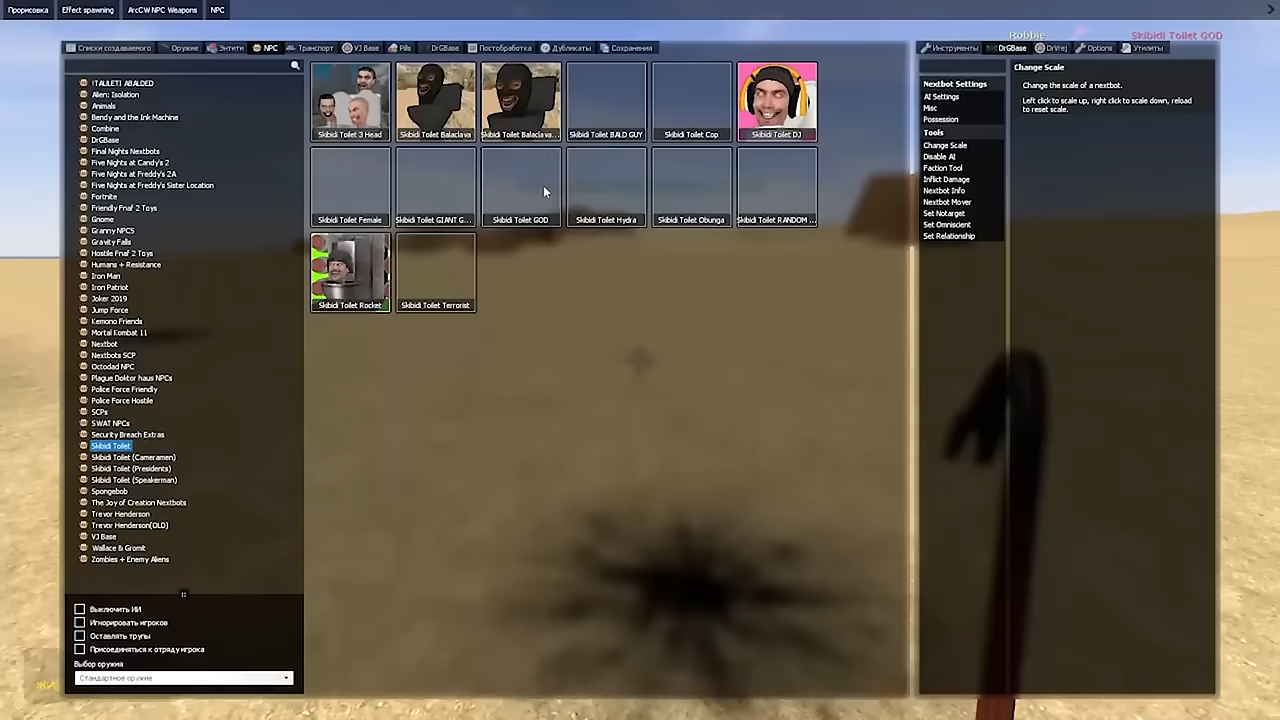 Прорисовка Effect spawning ArcCW NPC Weapons NPC
Robbie Skibidi Toilet GOD
Списки создаваемого Оружие Энтити NPC Транспорт VJ Base Pills DrGBase Постобработка Дубликаты Сохранения
Инструменты DrGBase Options Утилиты
!TAULET! ABALDED
Alien: Isolation
Animals
Bendy and the Ink Machine
Combine
DrGBase
Final Nights Nextbots
Five Nights at Candy's 2
Five Nights at Freddy's 2A
Five Nights at Freddy's Sister Location
Fortnite
Friendly Fnaf 2 Toys
Gnome
Granny NPCS
Gravity Falls
Hostile Fnaf 2 Toys
Humans + Resistance
Iron Man
Iron Patriot
Joker 2019
Jump Force
Kemono Friends
Mortal Kombat 11
Nextbot
Nextbots SCP
Octodad NPC
Plague Doktor haus NPCs
Police Force Friendly
Police Force Hostile
SCPs
SWAT NPCs
Security Breach Extras
Skibidi Toilet
Skibidi Toilet (Cameramen)
Skibidi Toilet (Presidents)
Skibidi Toilet (Speakerman)
Spongebob
The Joy of Creation Nextbots
Trevor Henderson
Trevor Henderson(OLD)
VJ Base
Wallace & Gromit
Zombies + Enemy Aliens
Выключить ИИ
Игнорировать игроков
Оставлять трупы
Присоединяться к отряду игрока
Выбор оружия
Стандартное оружие
Skibidi Toilet 3 Head Skibidi Toilet Balaclava Skibidi Toilet Balaclava... Skibidi Toilet BALD GUY Skibidi Toilet Cop Skibidi Toilet DJ
Skibidi Toilet Female Skibidi Toilet GIANT G... Skibidi Toilet GOD Skibidi Toilet Hydra Skibidi Toilet Obunga Skibidi Toilet RANDOM ...
Skibidi Toilet Rocket Skibidi Toilet Terrorist
Nextbot Settings
AI Settings
Misc
Possession
Tools
Change Scale
Disable AI
Faction Tool
Inflict Damage
Nextbot Info
Nextbot Mover
Set Notarget
Set Omniscient
Set Relationship
Change Scale
Change the scale of a nextbot.
Left click to scale up, right click to scale down, reload
to reset scale.